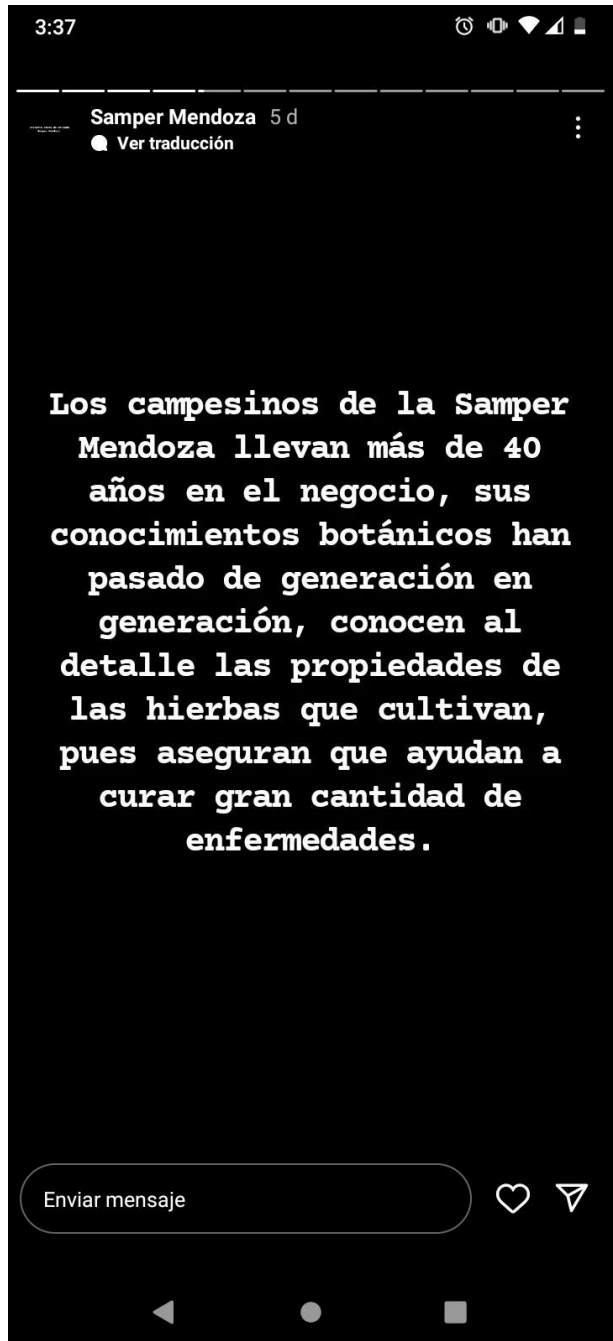 3:37
Samper Mendoza 5 d
Ver traducción
Los campesinos de la Samper
Mendoza llevan más de 40
años en el negocio, sus
conocimientos botánicos han
pasado de generación en
generación, conocen al
detalle las propiedades de
las hierbas que cultivan,
pues aseguran que ayudan a
curar gran cantidad de
enfermedades.
Enviar mensaje